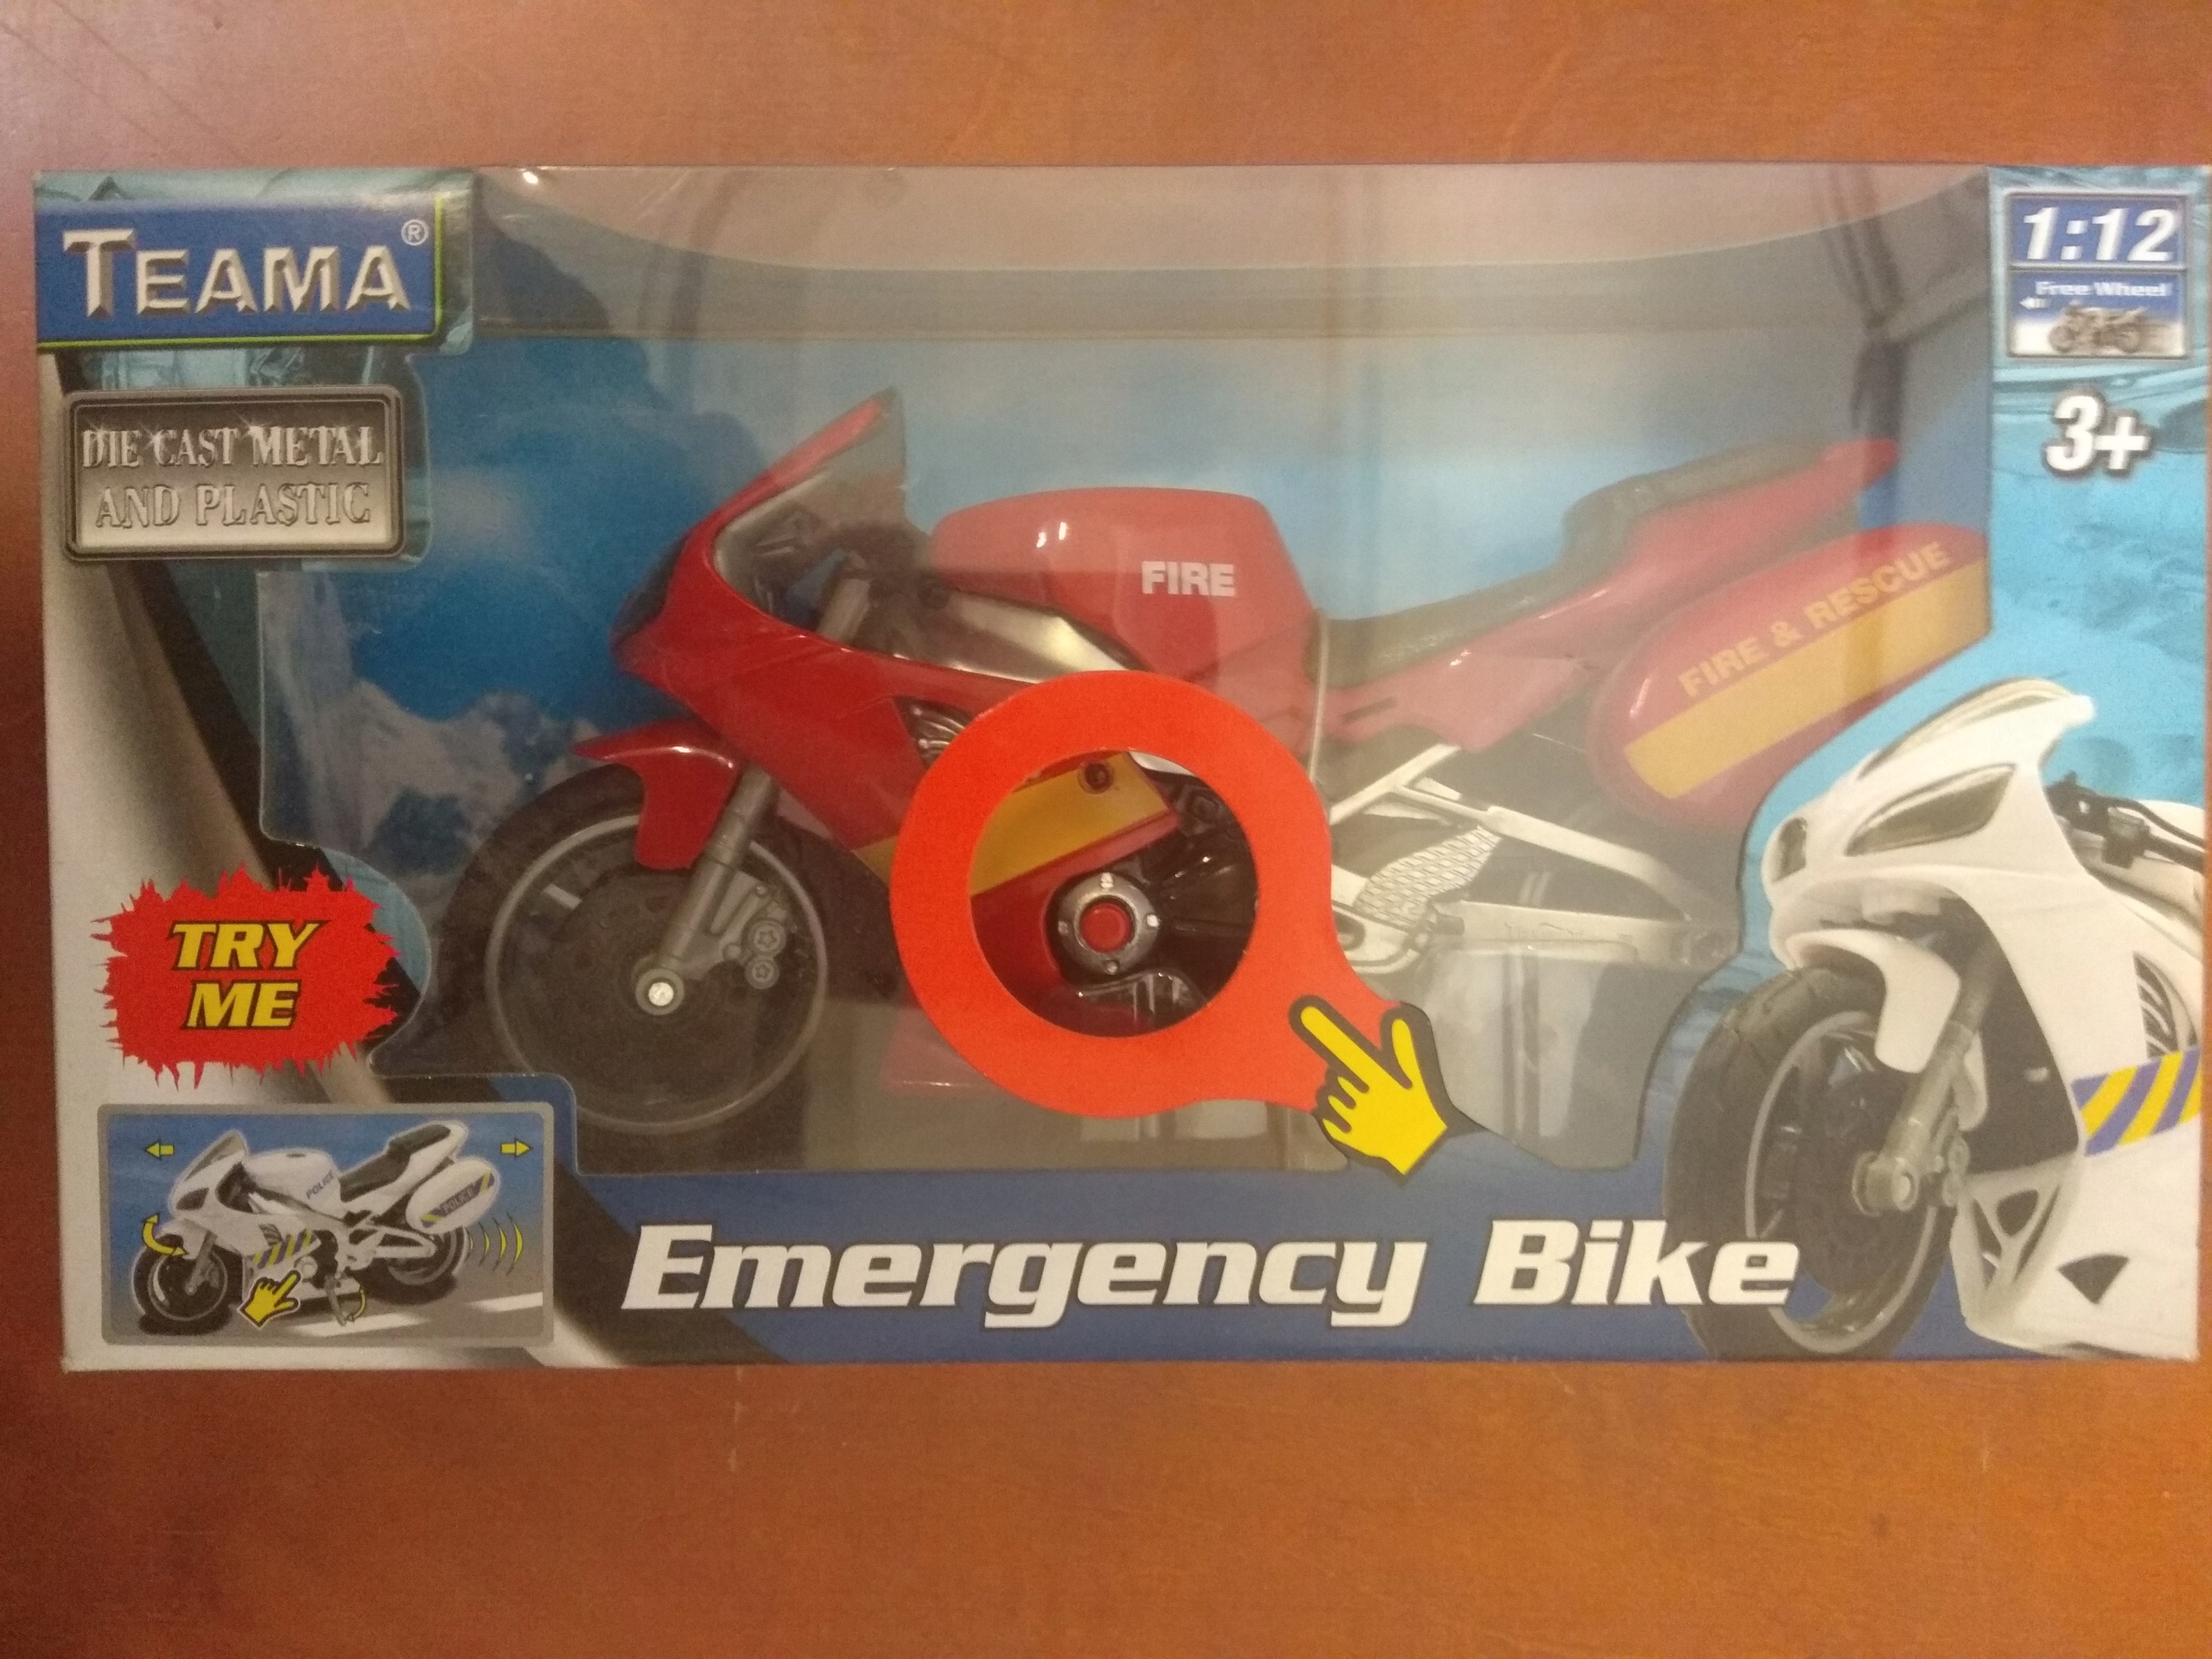 TEAMA®
DIE CAST METAL
AND PLASTIC
1:12
Free Wheel
3+
FIRE
FIRE & RESCUE
TRY
ME
POLICE
POLICE
Emergency Bike